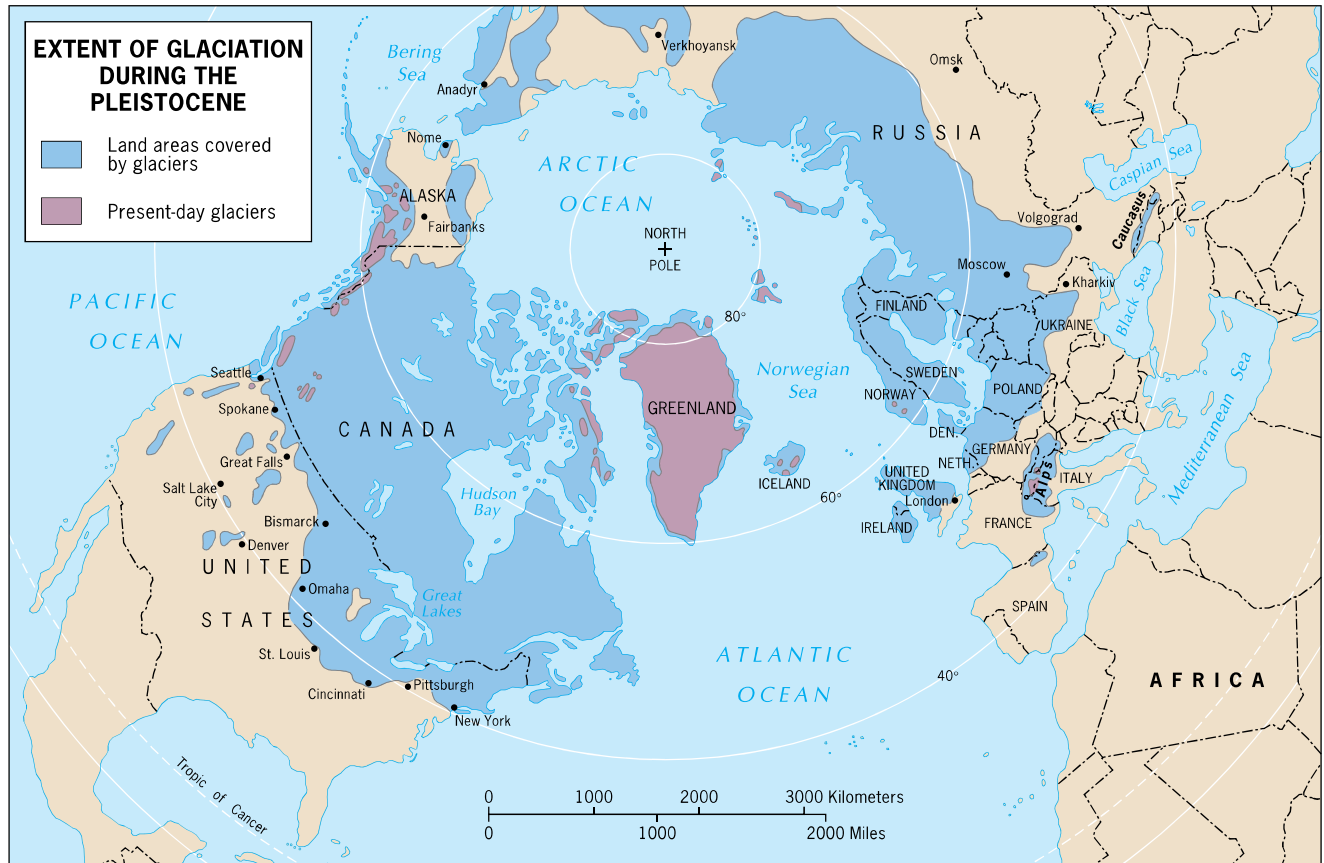 EXTENT OF GLACIATION
DURING THE
PLEISTOCENE
Land areas covered
by glaciers
Present-day glaciers
Bering
Sea
Verkhoyansk
Omsk
Anadyr
Nome
RUSSIA
ARCTIC
OCEAN
Caspian Sea
ALASKA
Fairbanks
Volgograd
Caucasus
NORTH
POLE
Moscow
Kharkiv
PACIFIC
OCEAN
FINLAND
80°
UKRAINE
Black Sea
Seattle
Norwegian
Sea
SWEDEN
NORWAY
POLAND
Mediterranean Sea
Spokane
GREENLAND
CANADA
DEN.
Great Falls
GERMANY
NETH.
Alps
ITALY
Salt Lake
City
Hudson
Bay
ICELAND
60°
UNITED
KINGDOM
London
Bismarck
IRELAND
FRANCE
Denver
UNITED
STATES
Omaha
Great
Lakes
SPAIN
St. Louis
ATLANTIC
OCEAN
40°
AFRICA
Cincinnati
Pittsburgh
New York
Tropic of Cancer
0 1000 2000 3000 Kilometers
0 1000 2000 Miles